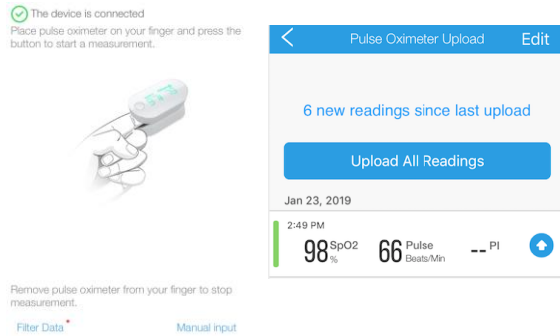 The device is connected
Place pulse oximeter on your finger and press the
button to start a measurement.
Remove pulse oximeter from your finger to stop
measurement.
Filter Data *
Manual input
Pulse Oximeter Upload
Edit
6 new readings since last upload
Upload All Readings
Jan 23, 2019
2:49 PM
98 SpO2 %
66 Pulse Beats/Min
-- PI